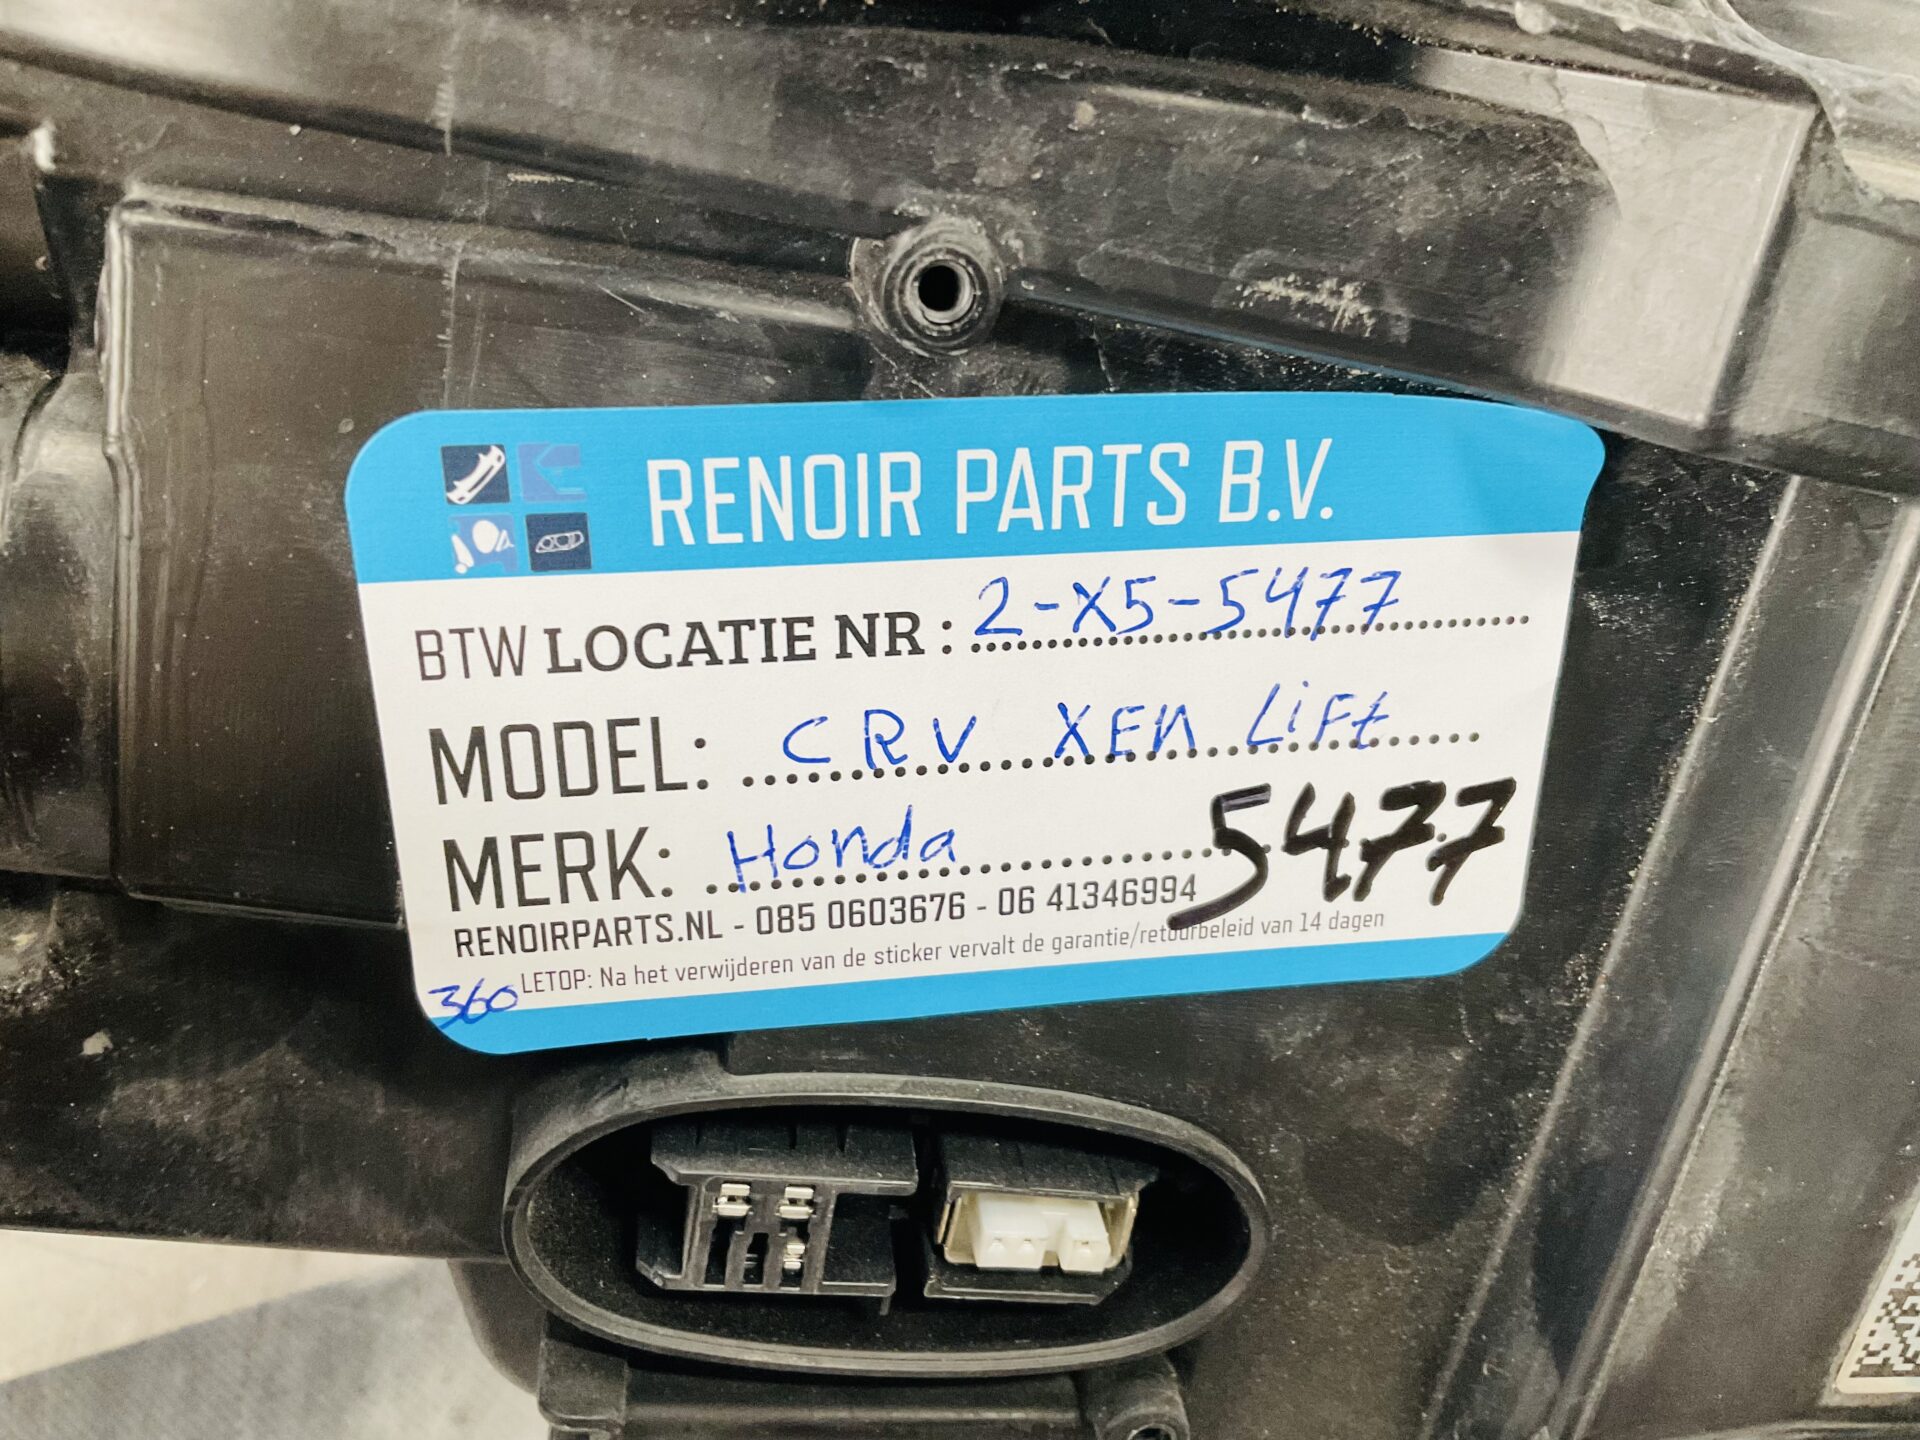 RENOIR PARTS B.V.
BTW LOCATIE NR : 2-X5-5477
MODEL: CRV XEN LiFt
MERK: Honda 5477
RENOIRPARTS.NL - 085 0603676 - 06 41346994
LETOP: Na het verwijderen van de sticker vervalt de garantie/retourbeleid van 14 dagen
360